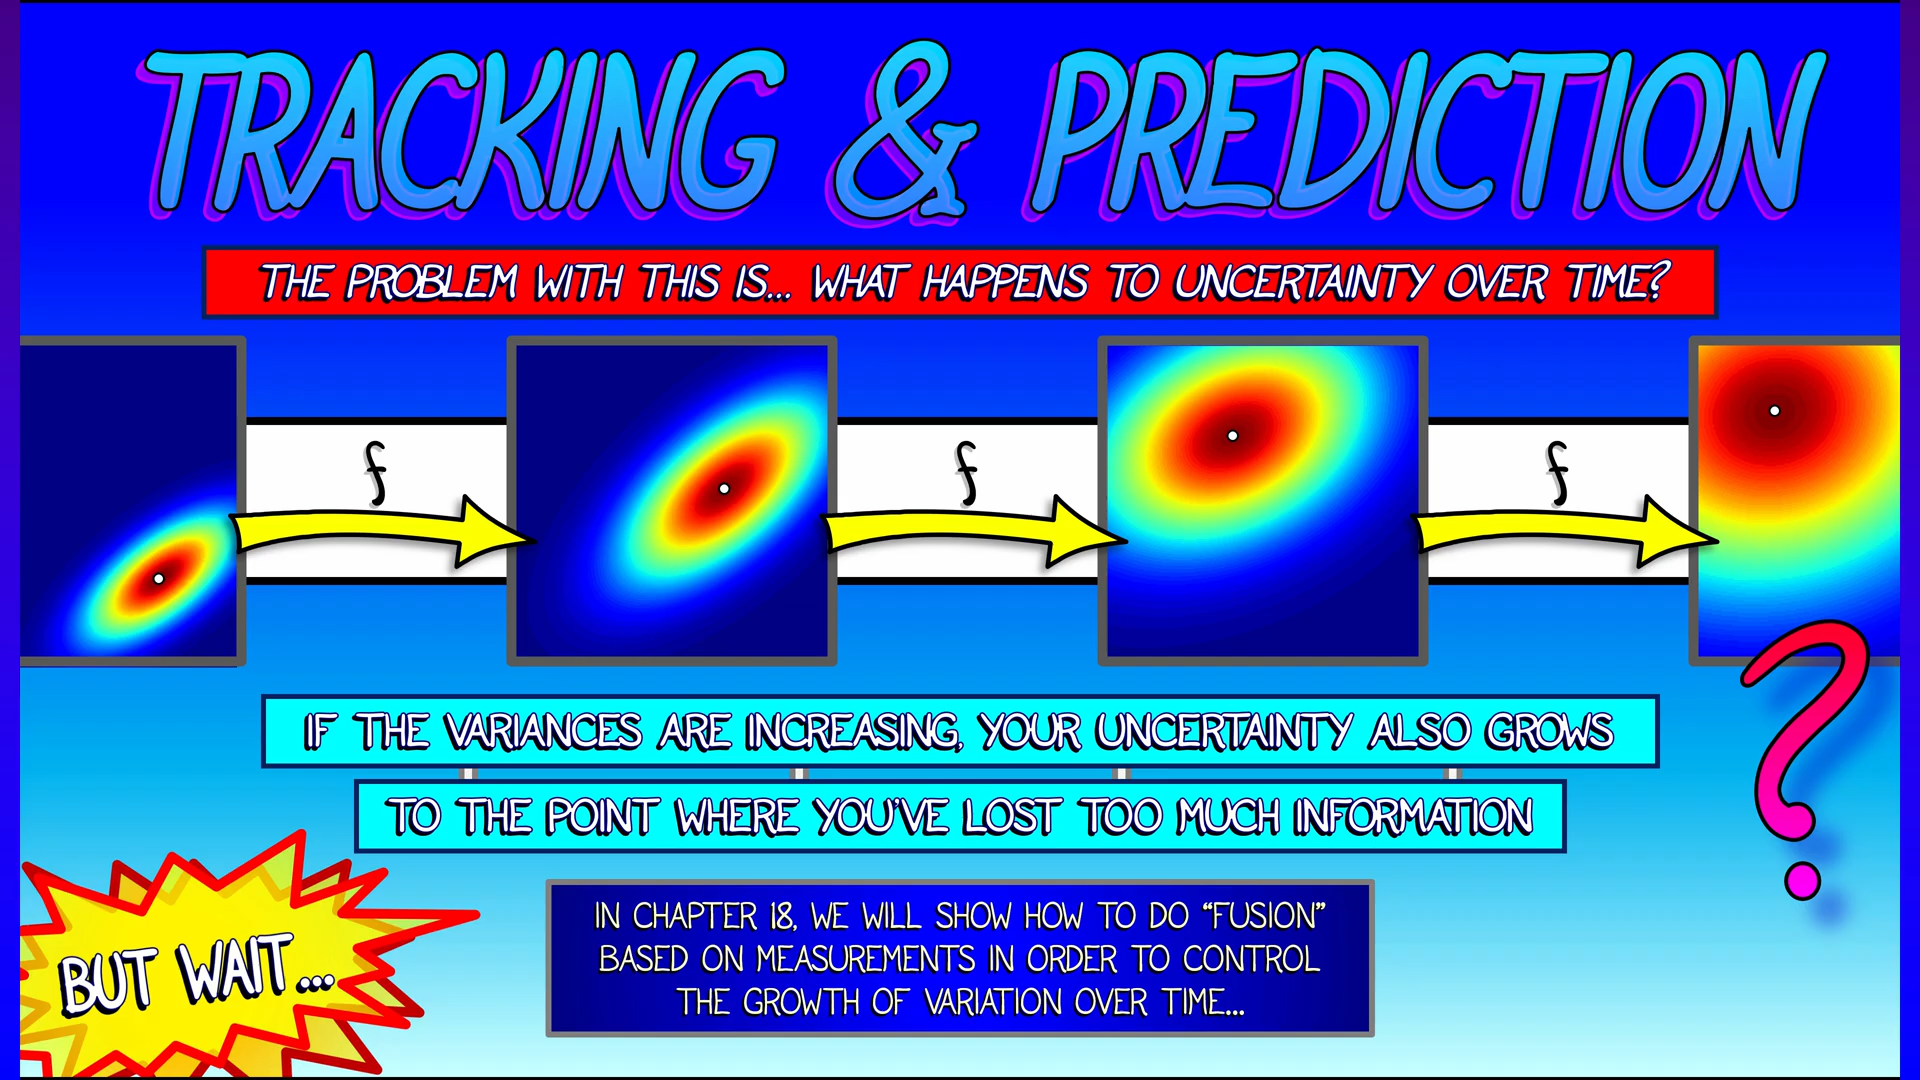 TRACKING & PREDICTION
THE PROBLEM WITH THIS IS... WHAT HAPPENS TO UNCERTAINTY OVER TIME?
f f f
IF THE VARIANCES ARE INCREASING, YOUR UNCERTAINTY ALSO GROWS
TO THE POINT WHERE YOU'VE LOST TOO MUCH INFORMATION
?
BUT WAIT...
IN CHAPTER 18, WE WILL SHOW HOW TO DO “FUSION”
BASED ON MEASUREMENTS IN ORDER TO CONTROL
THE GROWTH OF VARIATION OVER TIME...